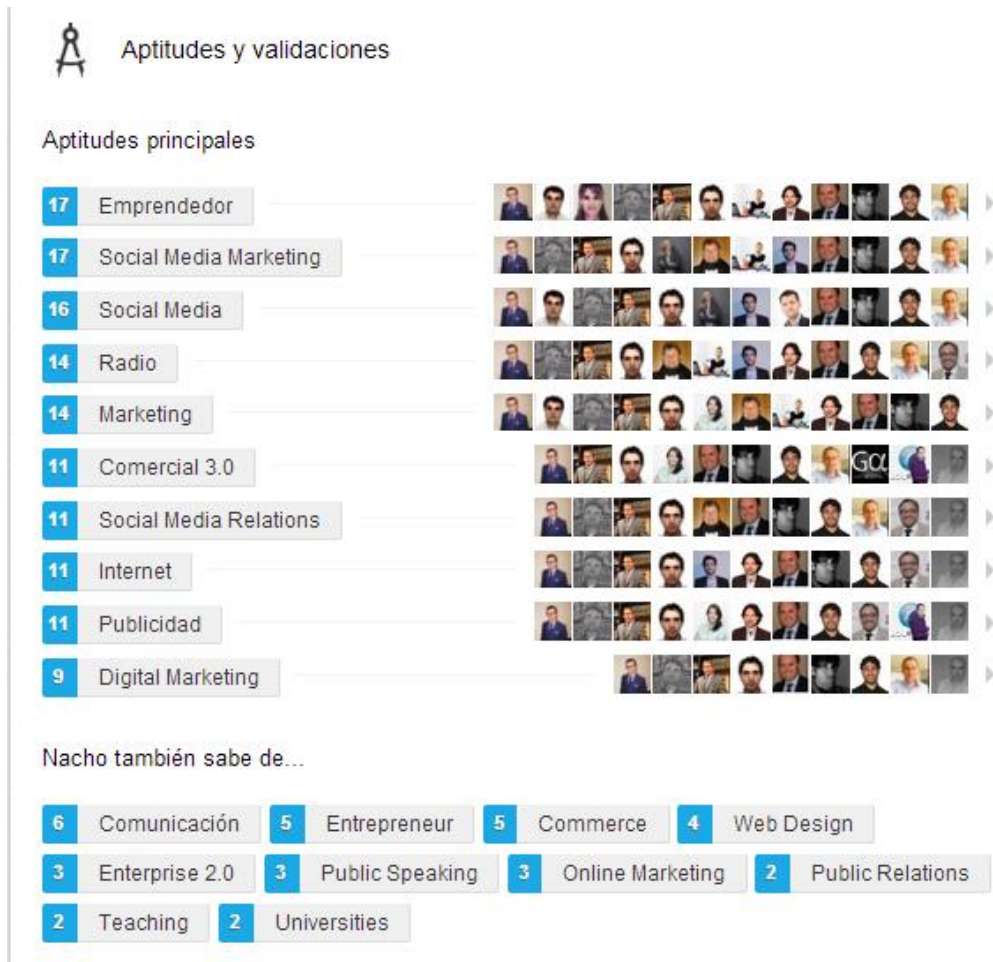 Aptitudes y validaciones
Aptitudes principales
17 Emprendedor
17 Social Media Marketing
16 Social Media
14 Radio
14 Marketing
11 Comercial 3.0
Gα
11 Social Media Relations
11 Internet
11 Publicidad
9 Digital Marketing
Nacho también sabe de...
6 Comunicación 5 Entrepreneur 5 Commerce 4 Web Design
3 Enterprise 2.0 3 Public Speaking 3 Online Marketing 2 Public Relations
2 Teaching 2 Universities